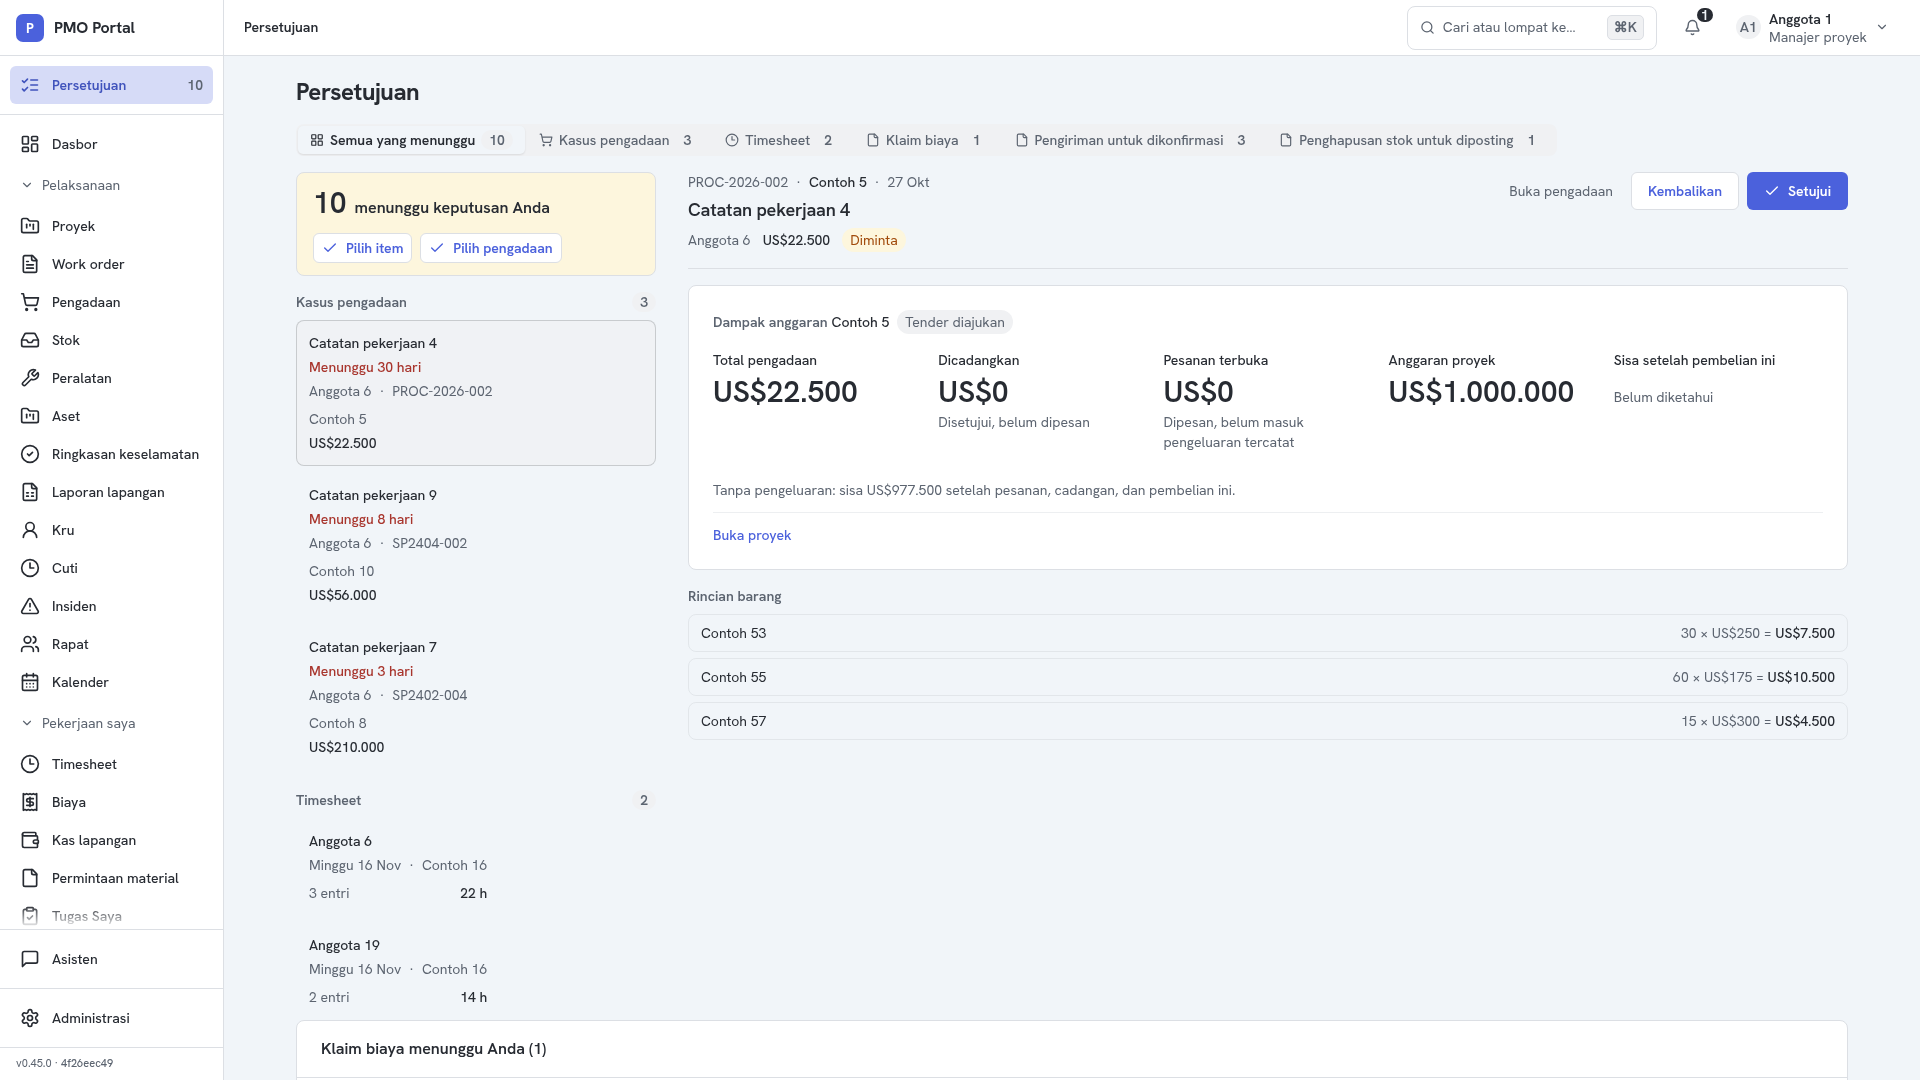 P PMO Portal
Persetujuan
Cari atau lompat ke...
⌘K
1
A1
Anggota 1
Manajer proyek
Persetujuan 10
Dasbor
Pelaksanaan
Proyek
Work order
Pengadaan
Stok
Peralatan
Aset
Ringkasan keselamatan
Laporan lapangan
Kru
Cuti
Insiden
Rapat
Kalender
Pekerjaan saya
Timesheet
Biaya
Kas lapangan
Permintaan material
Tugas Saya
Asisten
Administrasi
v0.45.0 · 4f26eec49
Persetujuan
Semua yang menunggu 10
Kasus pengadaan 3
Timesheet 2
Klaim biaya 1
Pengiriman untuk dikonfirmasi 3
Penghapusan stok untuk diposting 1
10 menunggu keputusan Anda
Pilih item
Pilih pengadaan
Kasus pengadaan 3
Catatan pekerjaan 4
Menunggu 30 hari
Anggota 6 · PROC-2026-002
Contoh 5
US$22.500
Catatan pekerjaan 9
Menunggu 8 hari
Anggota 6 · SP2404-002
Contoh 10
US$56.000
Catatan pekerjaan 7
Menunggu 3 hari
Anggota 6 · SP2402-004
Contoh 8
US$210.000
Timesheet 2
Anggota 6
Minggu 16 Nov · Contoh 16
3 entri 22 h
Anggota 19
Minggu 16 Nov · Contoh 16
2 entri 14 h
PROC-2026-002 · Contoh 5 · 27 Okt
Catatan pekerjaan 4
Anggota 6 US$22.500 Diminta
Buka pengadaan
Kembalikan
Setujui
Dampak anggaran Contoh 5 Tender diajukan
Total pengadaan
US$22.500
Dicadangkan
US$0
Disetujui, belum dipesan
Pesanan terbuka
US$0
Dipesan, belum masuk
pengeluaran tercatat
Anggaran proyek
US$1.000.000
Sisa setelah pembelian ini
Belum diketahui
Tanpa pengeluaran: sisa US$977.500 setelah pesanan, cadangan, dan pembelian ini.
Buka proyek
Rincian barang
Contoh 53 30 × US$250 = US$7.500
Contoh 55 60 × US$175 = US$10.500
Contoh 57 15 × US$300 = US$4.500
Klaim biaya menunggu Anda (1)